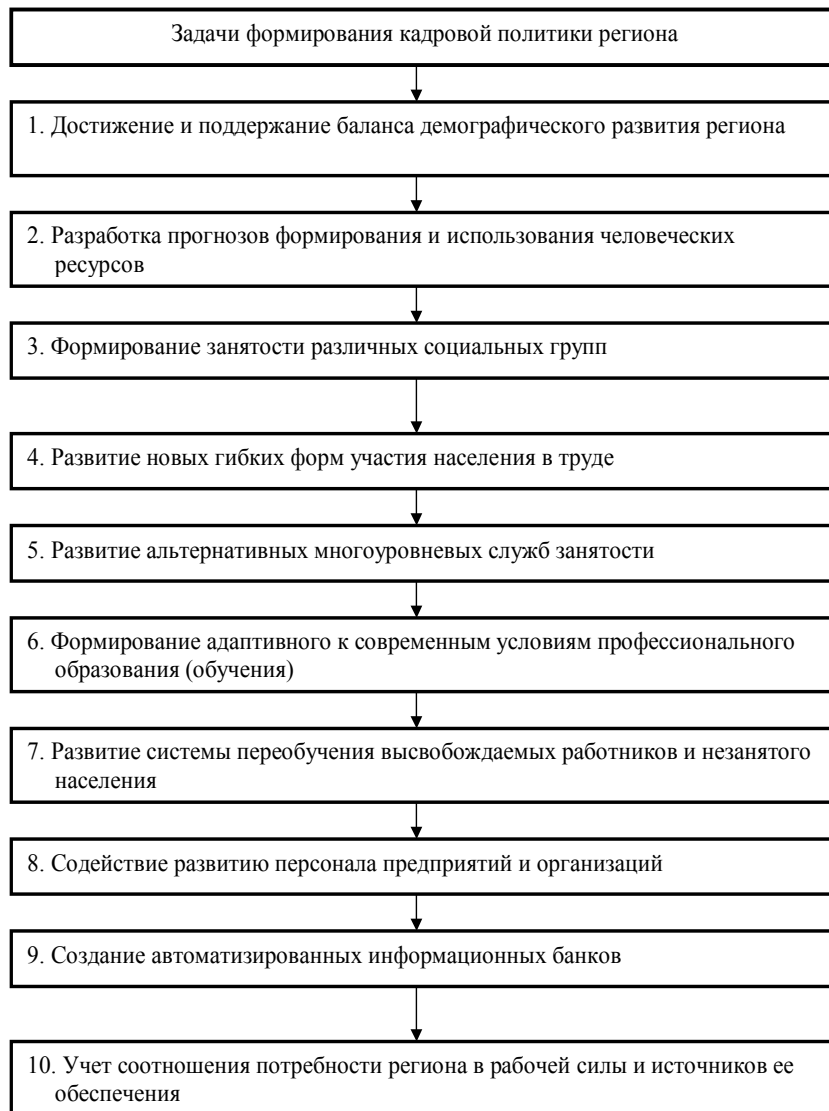 Задачи формирования кадровой политики региона
1. Достижение и поддержание баланса демографического развития региона
2. Разработка прогнозов формирования и использования человеческих
ресурсов
3. Формирование занятости различных социальных групп
4. Развитие новых гибких форм участия населения в труде
5. Развитие альтернативных многоуровневых служб занятости
6. Формирование адаптивного к современным условиям профессионального
образования (обучения)
7. Развитие системы переобучения высвобождаемых работников и незанятого
населения
8. Содействие развитию персонала предприятий и организаций
9. Создание автоматизированных информационных банков
10. Учет соотношения потребности региона в рабочей силы и источников ее
обеспечения